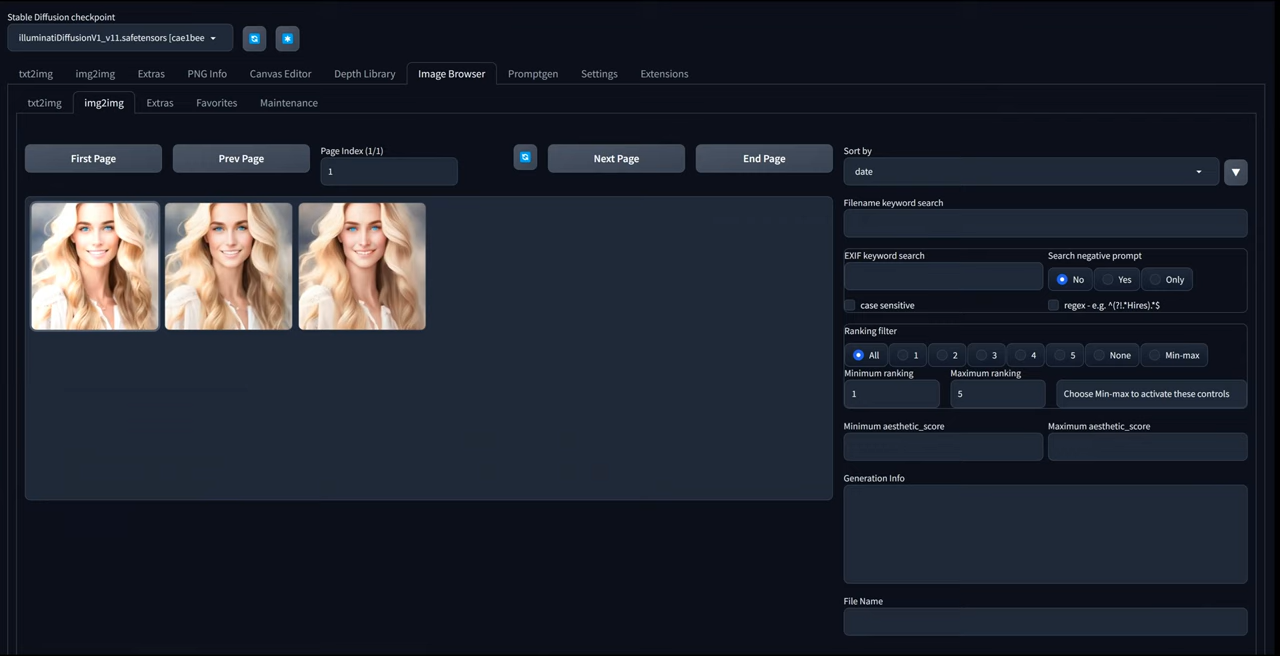 Stable Diffusion checkpoint
illuminatiDiffusionV1_v11.safetensors [cae1bee
txt2img img2img Extras PNG Info Canvas Editor Depth Library Image Browser Promptgen Settings Extensions
txt2img img2img Extras Favorites Maintenance
First Page Prev Page Page Index (1/1) 1 Next Page End Page
Sort by
date
Filename keyword search
EXIF keyword search Search negative prompt
No Yes Only
case sensitive regex - e.g. ^(?!.*Hires).*$
Ranking filter
All 1 2 3 4 5 None Min-max
Minimum ranking Maximum ranking
1 5 Choose Min-max to activate these controls
Minimum aesthetic_score Maximum aesthetic_score
Generation Info
File Name